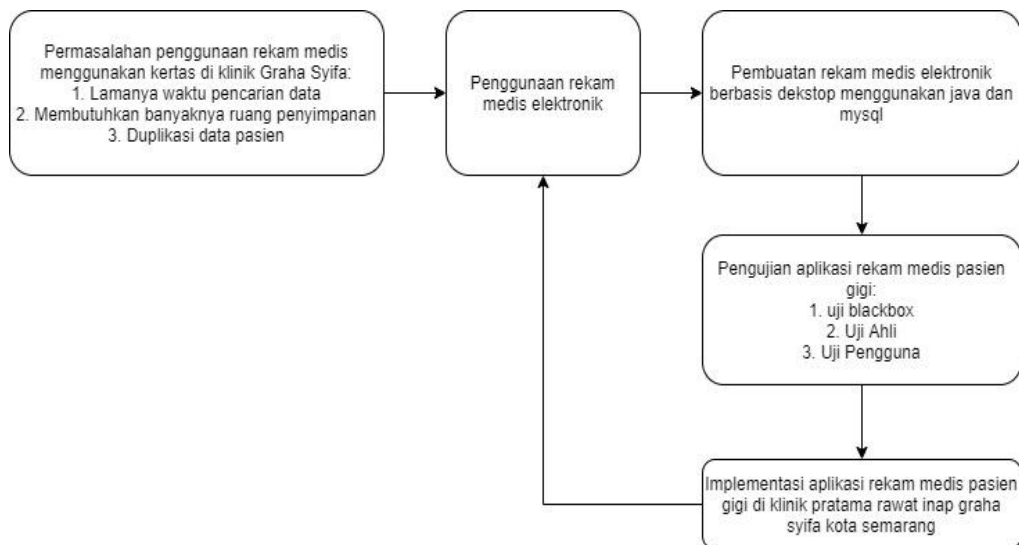 Permasalahan penggunaan rekam medis
menggunakan kertas di klinik Graha Syifa:
1. Lamanya waktu pencarian data
2. Membutuhkan banyaknya ruang penyimpanan
3. Duplikasi data pasien
Penggunaan rekam
medis elektronik
Pembuatan rekam medis elektronik
berbasis dekstop menggunakan java dan
mysql
Pengujian aplikasi rekam medis pasien
gigi:
1. uji blackbox
2. Uji Ahli
3. Uji Pengguna
Implementasi aplikasi rekam medis pasien
gigi di klinik pratama rawat inap graha
syifa kota semarang